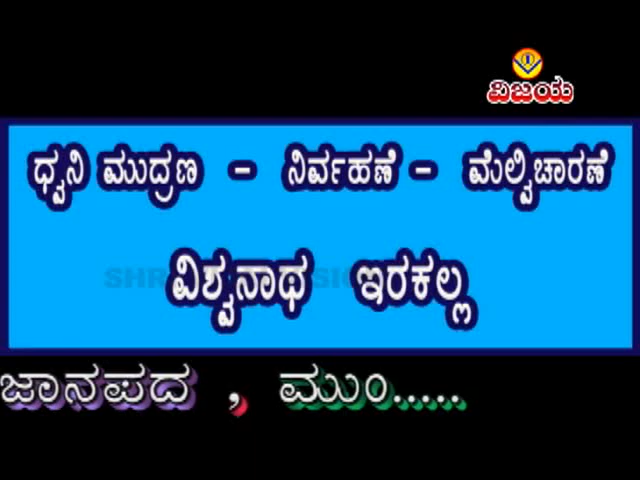 ವಿಜಯ
ಧ್ವನಿ ಮುದ್ರಣ - ನಿರ್ವಹಣೆ - ಮೆಲ್ವಿಚಾರಣೆ
ವಿಶ್ವನಾಥ ಇರಕಲ್ಲ
ಜಾನಪದ , ಮುಂ.....